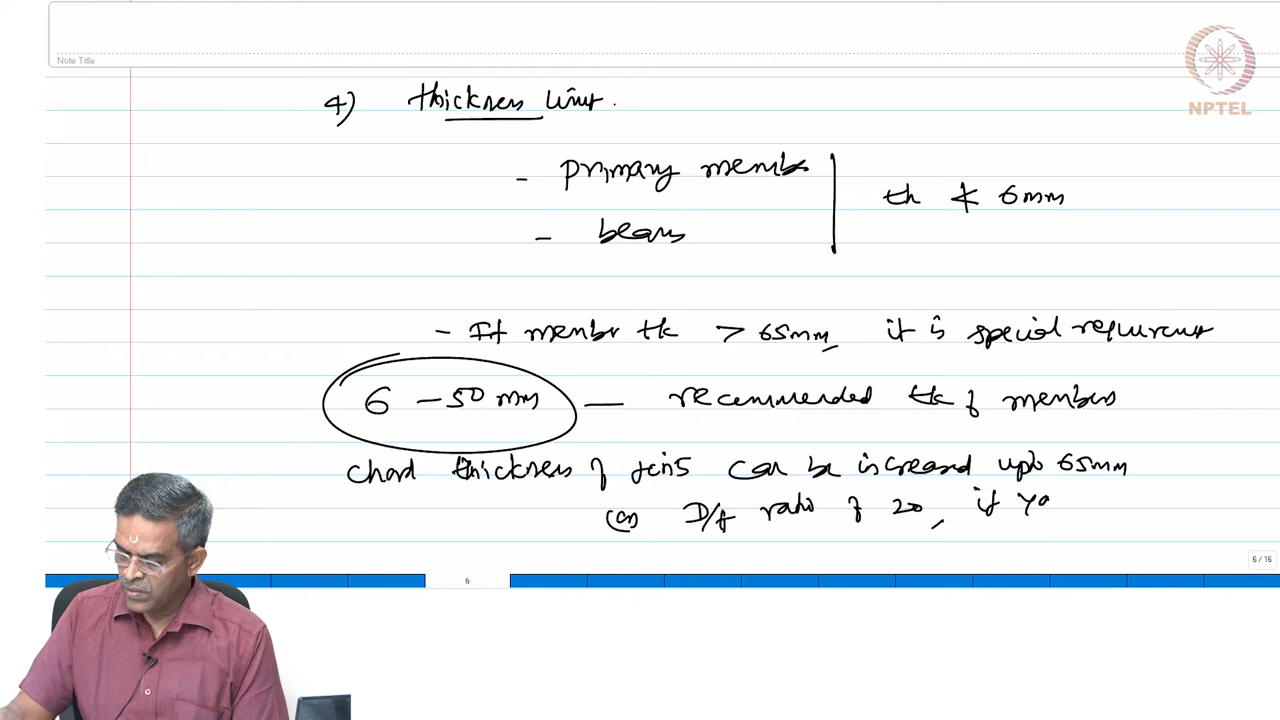 Note Title
NPTEL
4) thickness limit.
- primary memb
- beams
th ≮ 6mm
- If member tk > 65mm, it is special requirement
6 - 50 mm — recommended tk of members
chord thickness of joints can be increased upto 65mm
(or) D/t ratio of 20, if yo
6 / 16
6